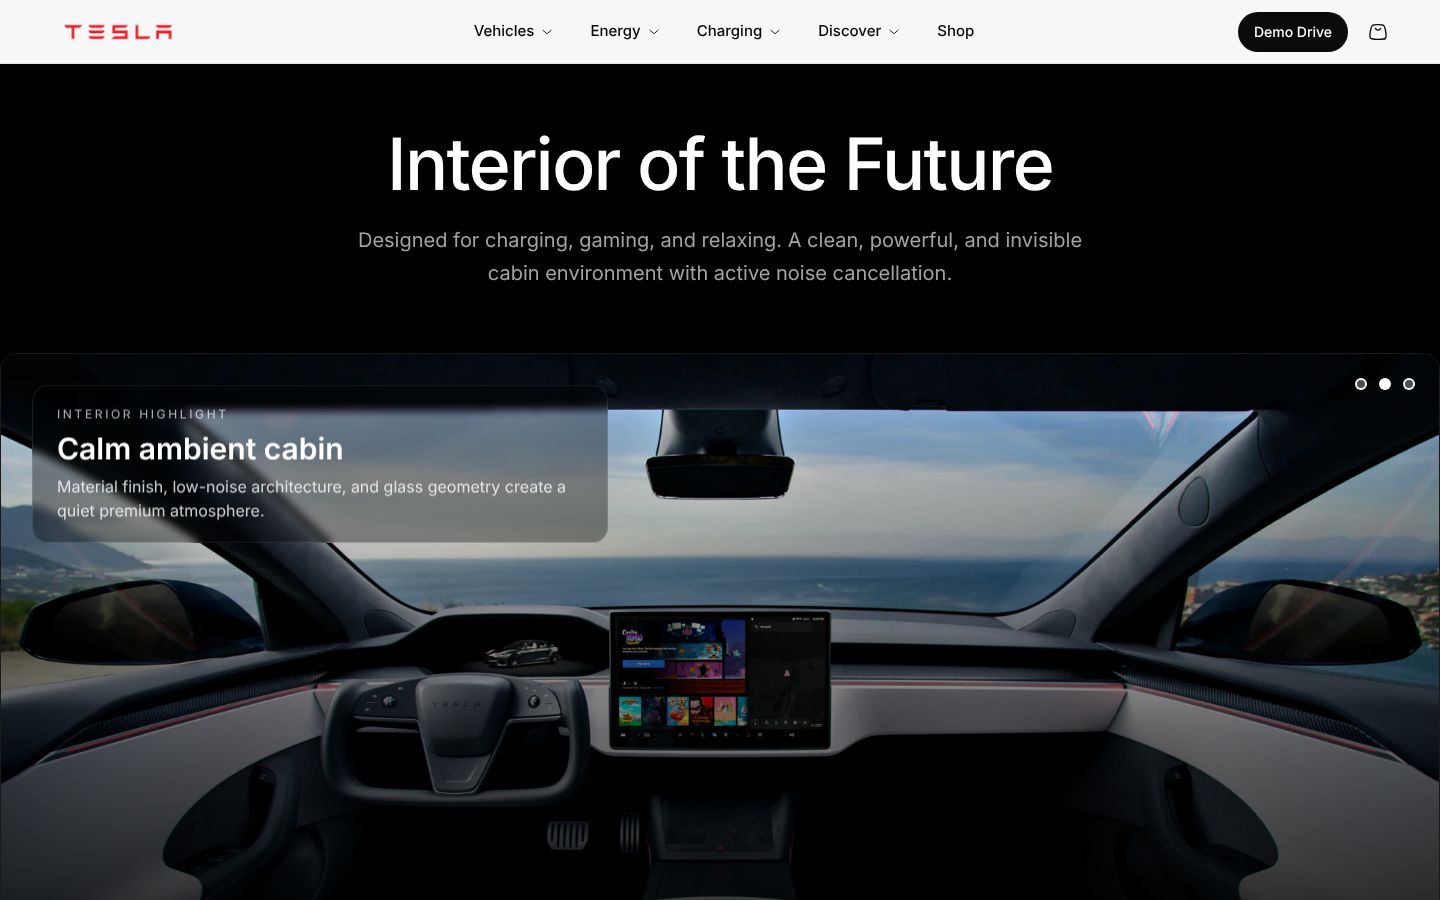 TESLA
Vehicles
Energy
Charging
Discover
Shop
Demo Drive
Interior of the Future
Designed for charging, gaming, and relaxing. A clean, powerful, and invisible
cabin environment with active noise cancellation.
INTERIOR HIGHLIGHT
Calm ambient cabin
Material finish, low-noise architecture, and glass geometry create a
quiet premium atmosphere.
TESLA